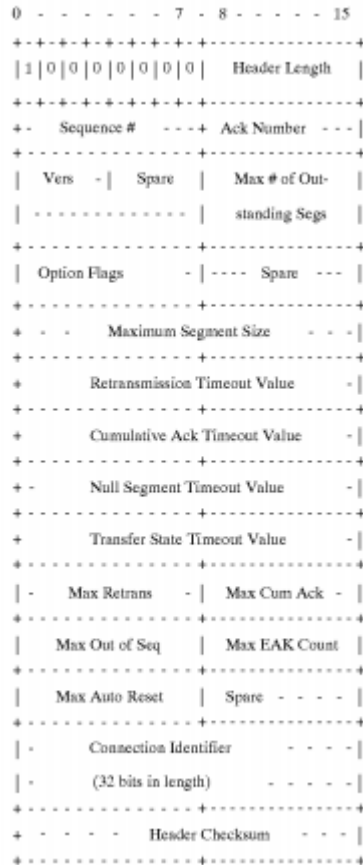 0 - - - - - 7 - 8 - - - - - 15
+-+-+-+-+-+-+-+-+- - - - - - - -+
|1|0|0|0|0|0|0|0| Header Length |
+-+-+-+-+-+-+-+-+- - - - - - - -+
+- Sequence # - - -+ Ack Number - - -|
+- - - - - - - - - -+- - - - - - - -+
| Vers -| Spare | Max # of Out-
| - - - - - - - - - - - - - | standing Segs
+- - - - - - - - - -+- - - - - - - -+
| Option Flags -|- - - - Spare - - -|
+- - - - - - - - - -+- - - - - - - -+
+ - - Maximum Segment Size - - -|
+- - - - - - - - - -+- - - - - - - -+
+ Retransmission Timeout Value -|
+- - - - - - - - - -+- - - - - - - -+
+ Cumulative Ack Timeout Value -|
+- - - - - - - - - -+- - - - - - - -+
+ - Null Segment Timeout Value -|
+- - - - - - - - - -+- - - - - - - -+
+ Transfer State Timeout Value -|
+- - - - - - - - - -+- - - - - - - -+
|- Max Retrans -| Max Cum Ack -|
+- - - - - - - - - -+- - - - - - - -+
| Max Out of Seq | Max EAK Count |
+- - - - - - - - - -+- - - - - - - -+
| Max Auto Reset | Spare - - - -|
+- - - - - - - - - -+- - - - - - - -+
|- Connection Identifier - - - -|
|- (32 bits in length) - - - - -|
+- - - - - - - - - -+- - - - - - - -+
+ - - - - Header Checksum - - -|
+- - - - - - - - - -+- - - - - - - -+